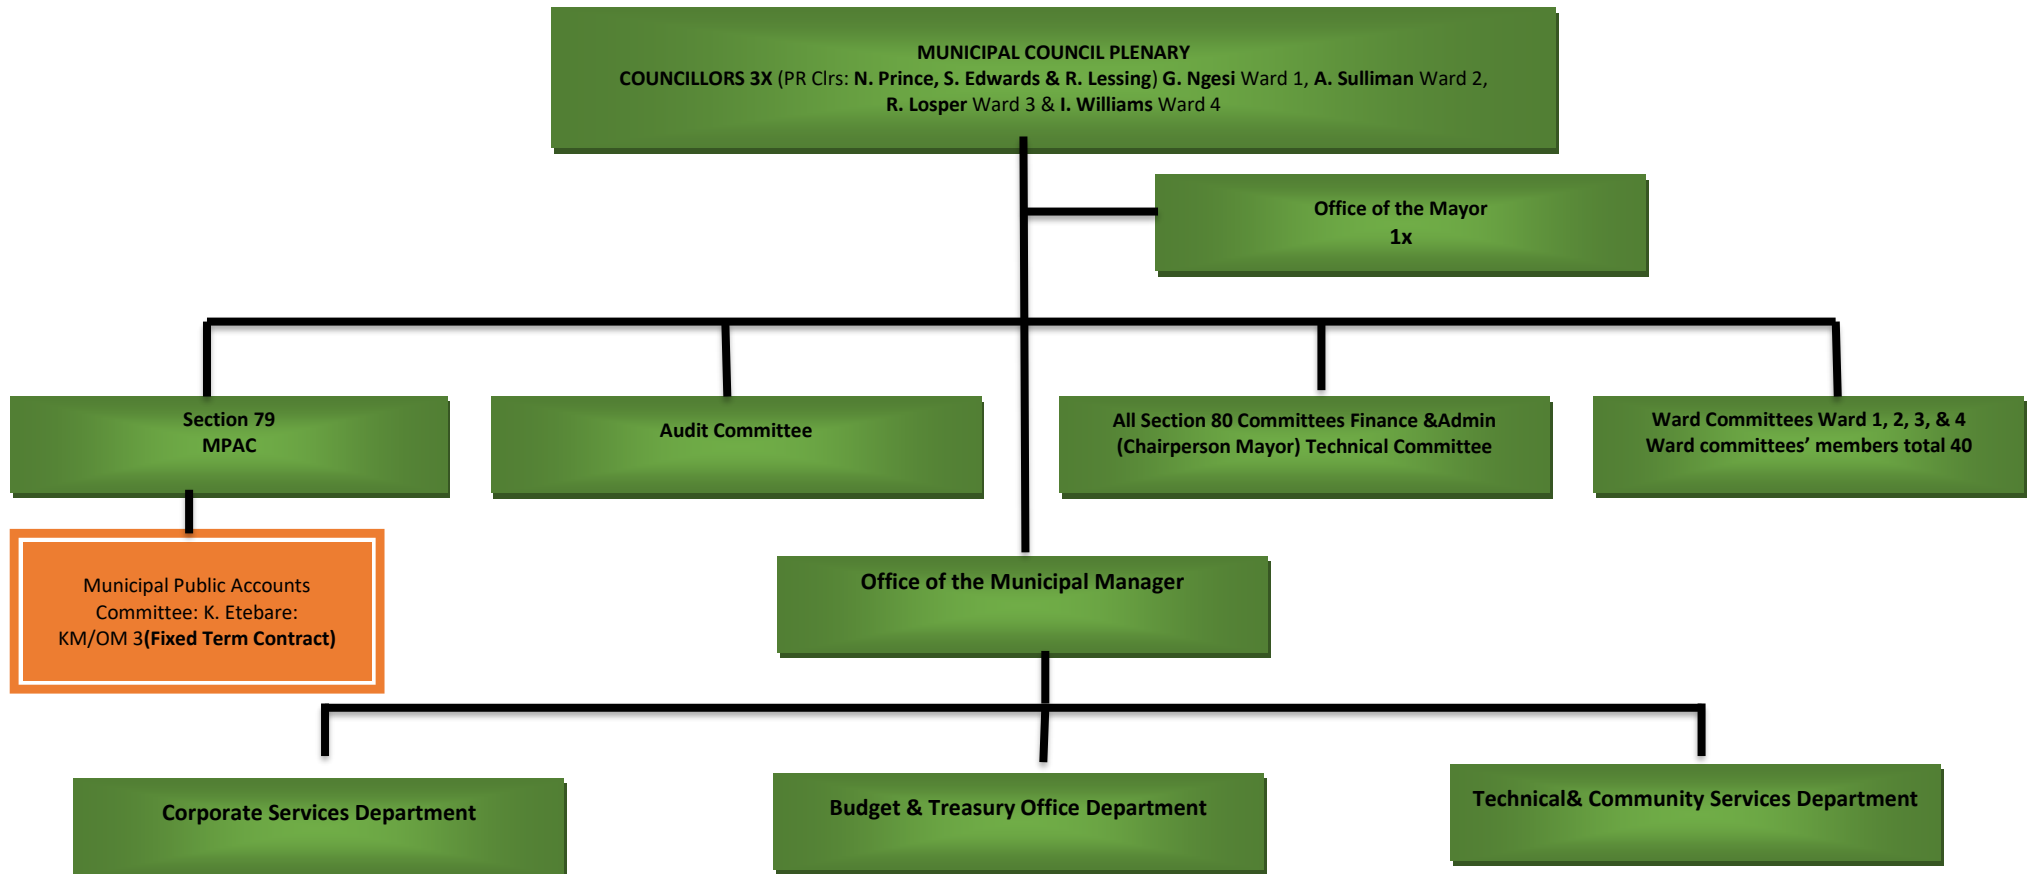 MUNICIPAL COUNCIL PLENARY
COUNCILLORS 3X (PR Clrs: N. Prince, S. Edwards & R. Lessing) G. Ngesi Ward 1, A. Sulliman Ward 2,
R. Losper Ward 3 & I. Williams Ward 4
Office of the Mayor
1x
Section 79
MPAC
Audit Committee
All Section 80 Committees Finance &Admin
(Chairperson Mayor) Technical Committee
Ward Committees Ward 1, 2, 3, & 4
Ward committees’ members total 40
Municipal Public Accounts
Committee: K. Etebare:
KM/OM 3(Fixed Term Contract)
Office of the Municipal Manager
Corporate Services Department
Budget & Treasury Office Department
Technical& Community Services Department